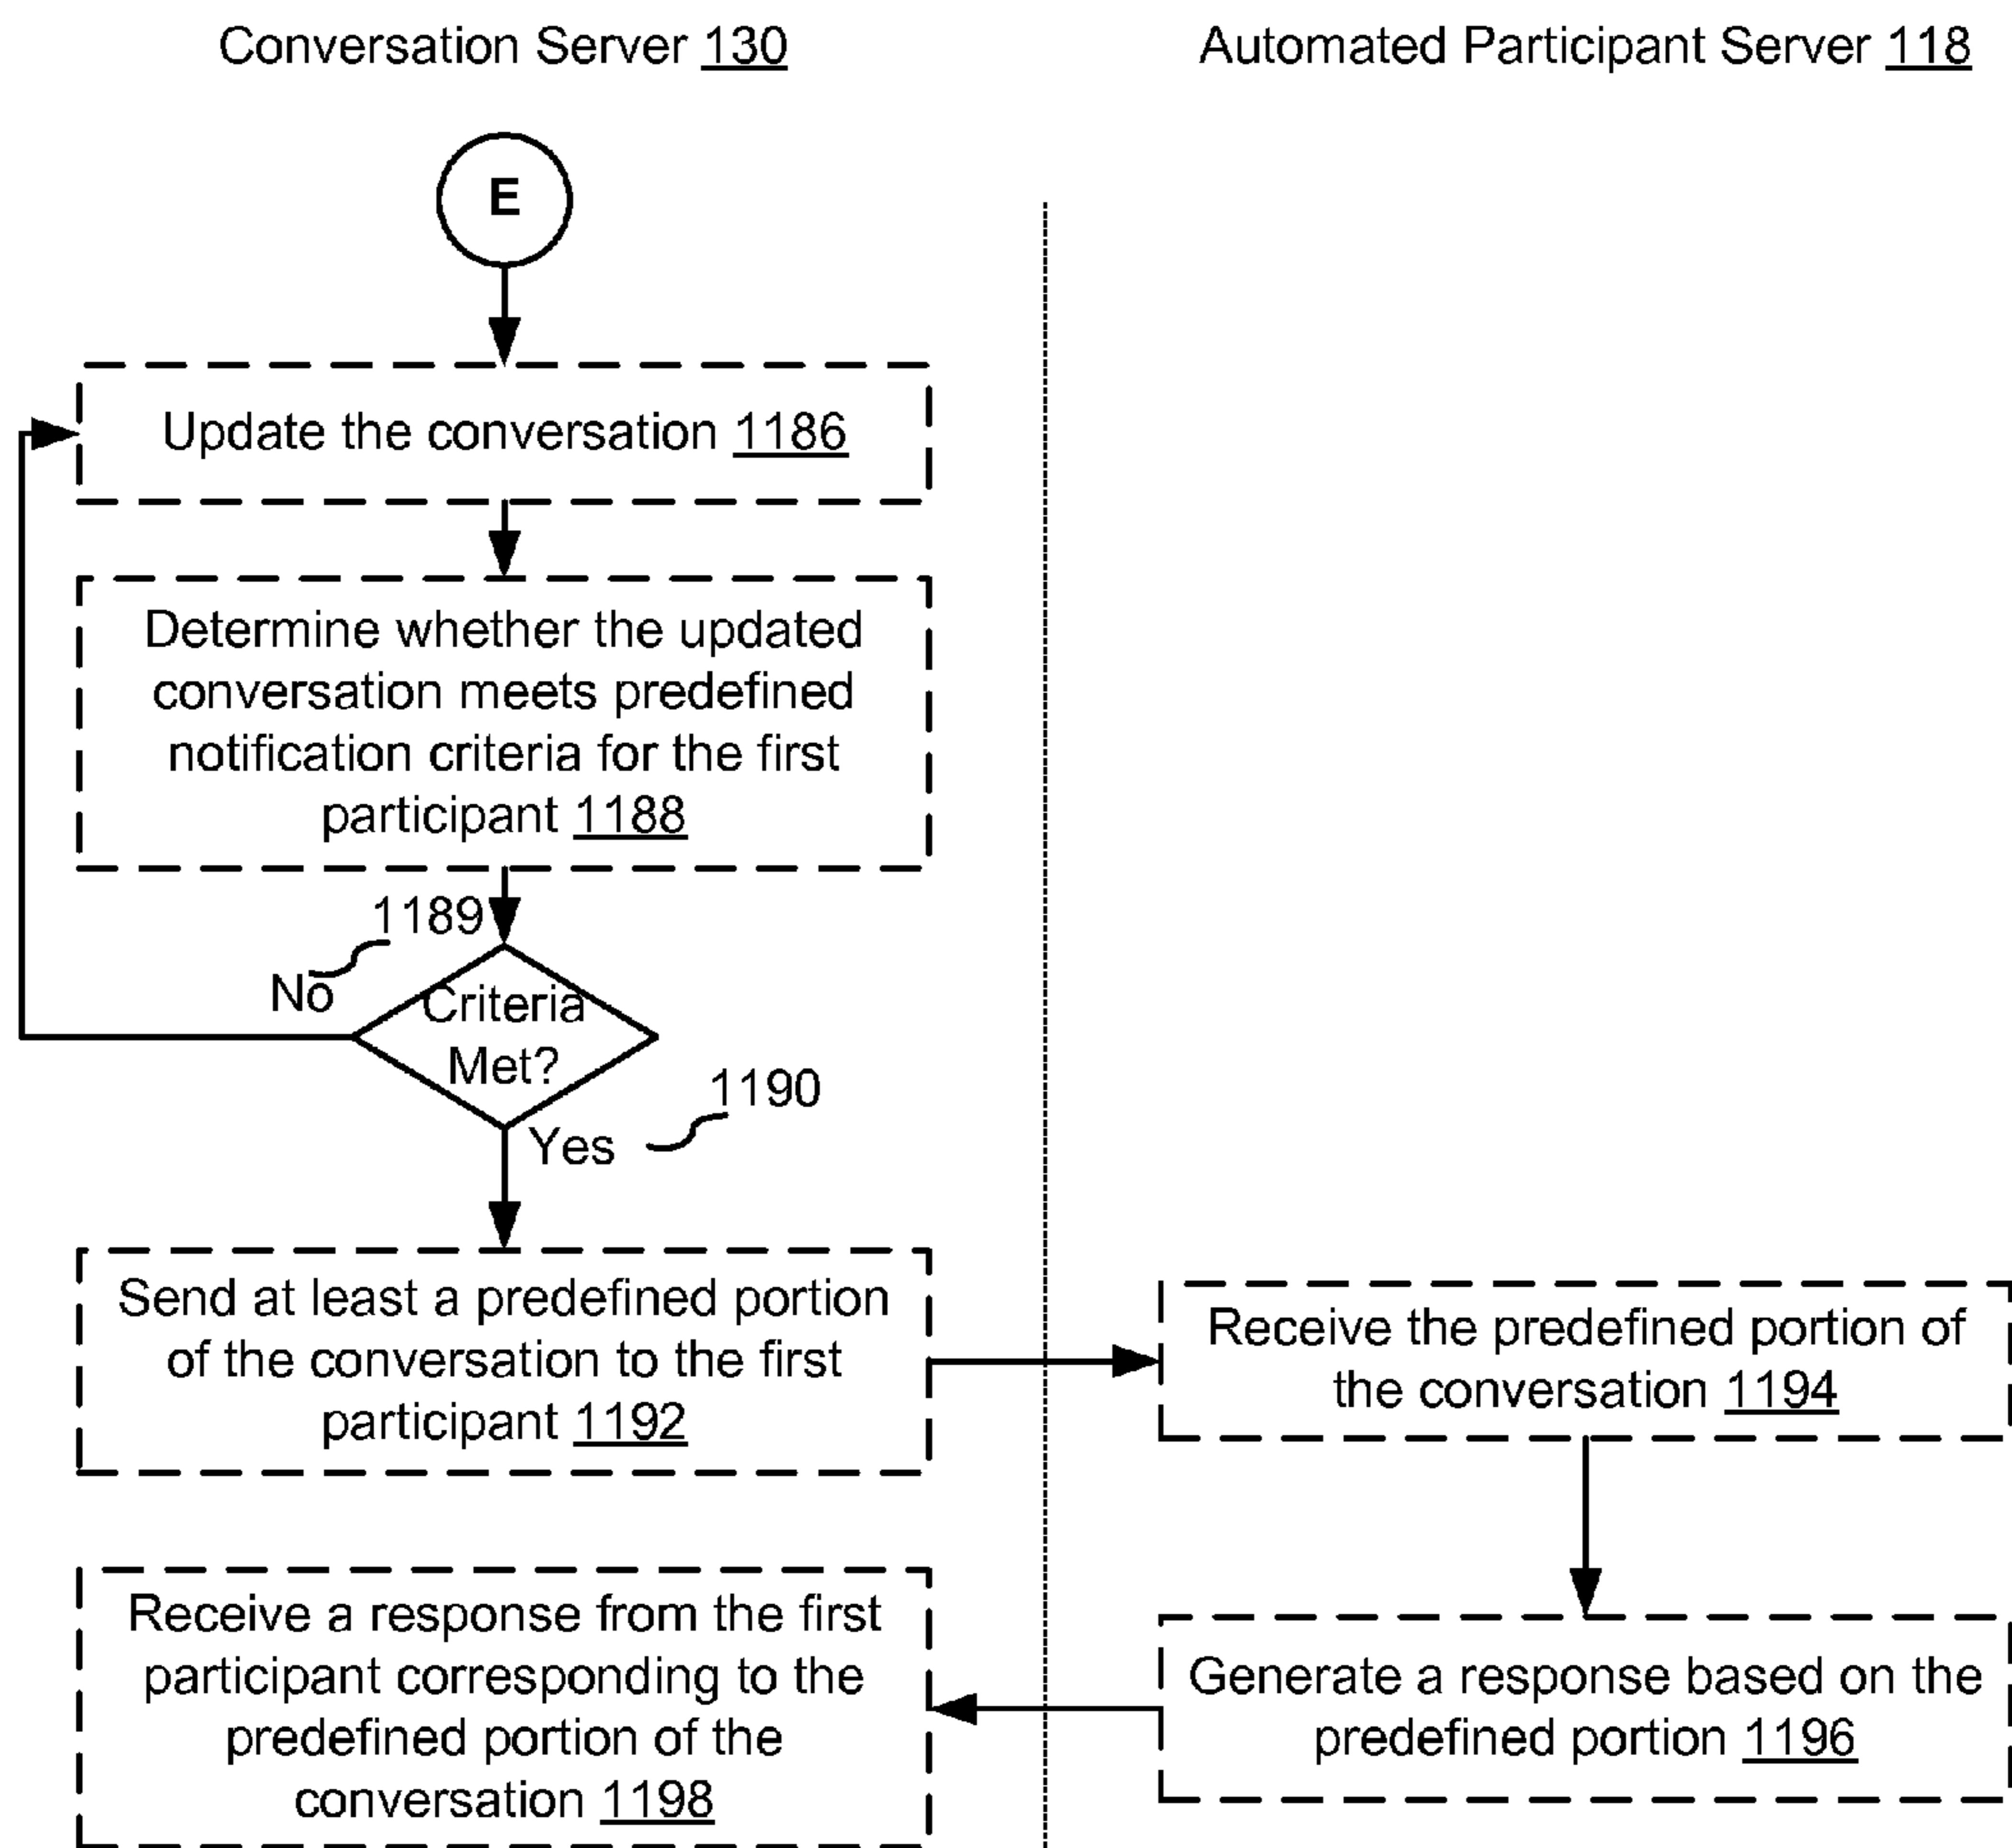 Conversation Server 130
Automated Participant Server 118
E
Update the conversation 1186
Determine whether the updated
conversation meets predefined
notification criteria for the first
participant 1188
1189
No
Criteria
Met?
1190
Yes
Send at least a predefined portion
of the conversation to the first
participant 1192
Receive the predefined portion of
the conversation 1194
Generate a response based on the
predefined portion 1196
Receive a response from the first
participant corresponding to the
predefined portion of the
conversation 1198